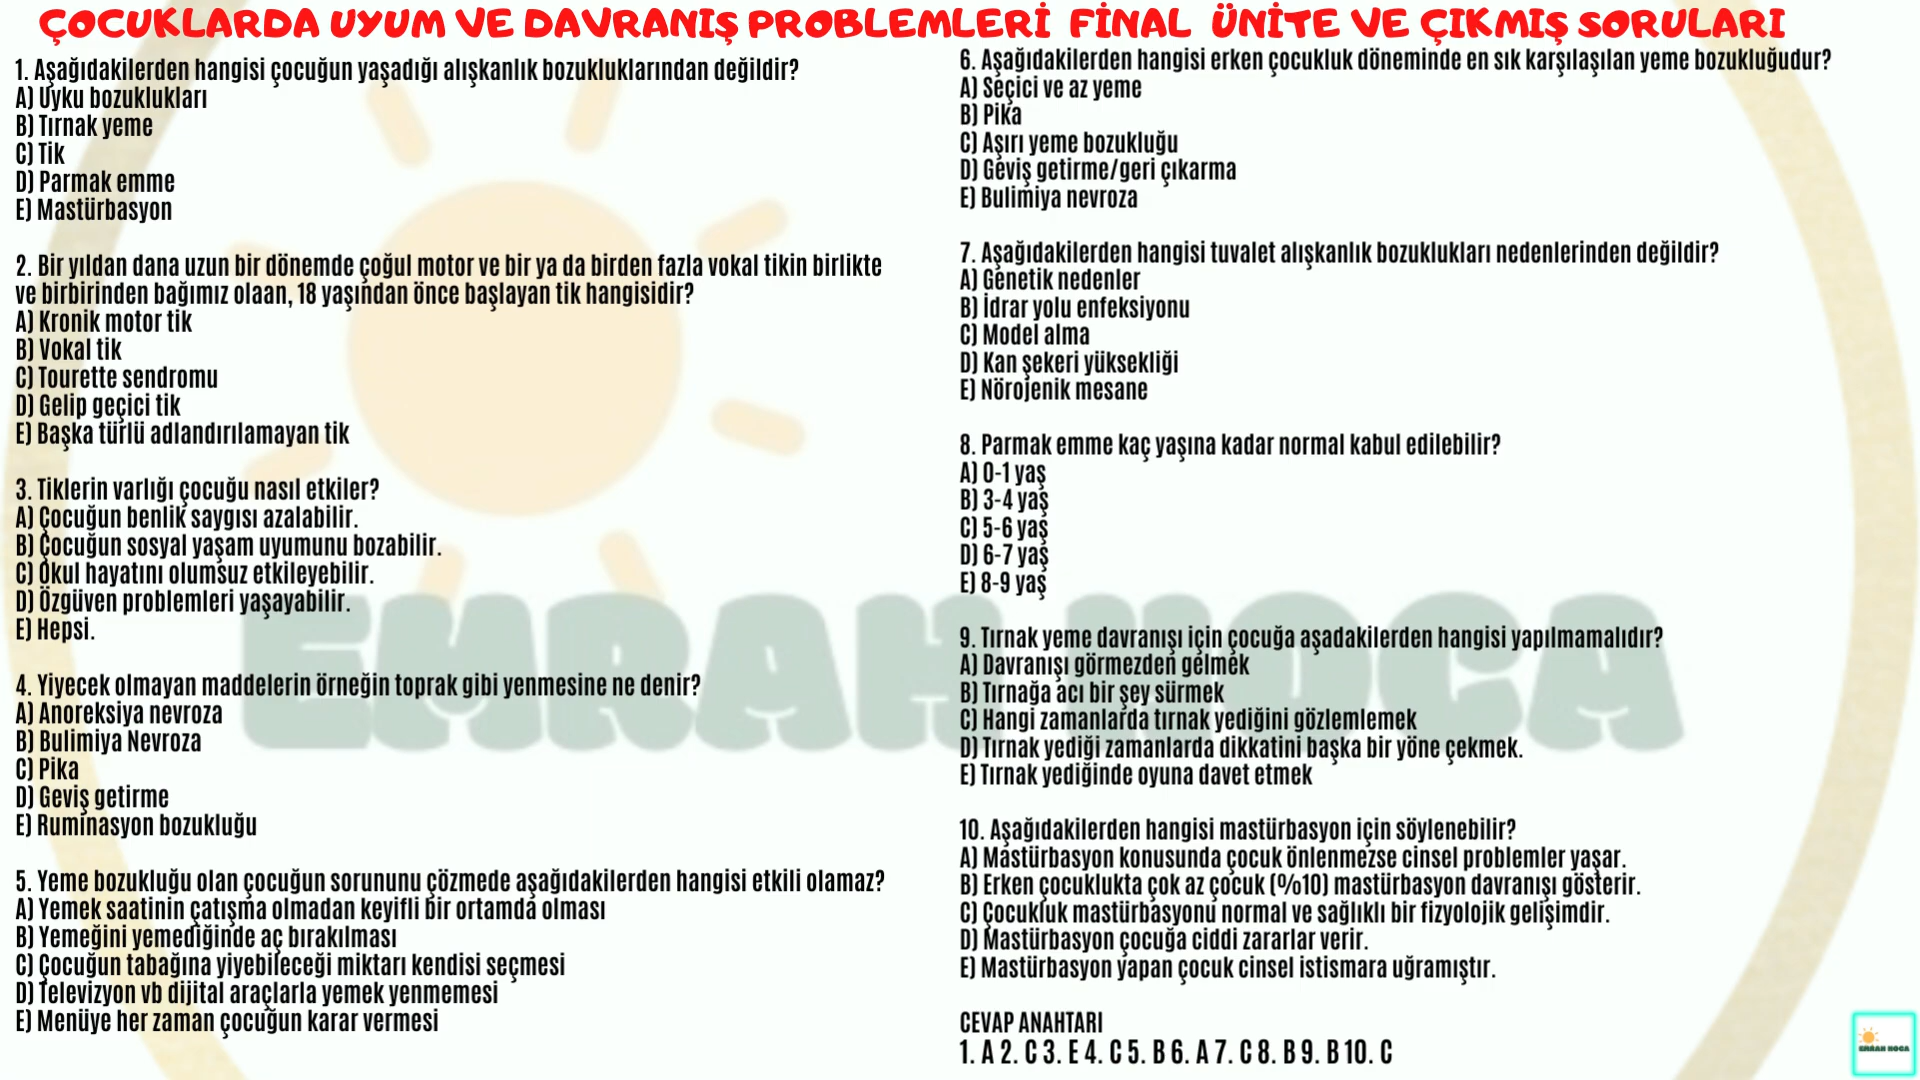 ÇOCUKLARDA UYUM VE DAVRANIŞ PROBLEMLERİ FİNAL ÜNİTE VE ÇIKMIŞ SORULARI
1. Aşağıdakilerden hangisi çocuğun yaşadığı alışkanlık bozukluklarından değildir?
A) Uyku bozuklukları
B) Tırnak yeme
C) Tik
D) Parmak emme
E) Mastürbasyon
2. Bir yıldan dana uzun bir dönemde çoğul motor ve bir ya da birden fazla vokal tikin birlikte
ve birbirinden bağımız olaan, 18 yaşından önce başlayan tik hangisidir?
A) Kronik motor tik
B) Vokal tik
C) Tourette sendromu
D) Gelip geçici tik
E) Başka türlü adlandırılamayan tik
3. Tiklerin varlığı çocuğu nasıl etkiler?
A) Çocuğun benlik saygısı azalabilir.
B) Çocuğun sosyal yaşam uyumunu bozabilir.
C) Okul hayatını olumsuz etkileyebilir.
D) Özgüven problemleri yaşayabilir.
E) Hepsi.
4. Yiyecek olmayan maddelerin örneğin toprak gibi yenmesine ne denir?
A) Anoreksiya nevroza
B) Bulimiya Nevroza
C) Pika
D) Geviş getirme
E) Ruminasyon bozukluğu
5. Yeme bozukluğu olan çocuğun sorununu çözmede aşağıdakilerden hangisi etkili olamaz?
A) Yemek saatinin çatışma olmadan keyifli bir ortamda olması
B) Yemeğini yemediğinde aç bırakılması
C) Çocuğun tabağına yiyebileceği miktarı kendisi seçmesi
D) Televizyon vb dijital araçlarla yemek yenmemesi
E) Menüye her zaman çocuğun karar vermesi
6. Aşağıdakilerden hangisi erken çocukluk döneminde en sık karşılaşılan yeme bozukluğudur?
A) Seçici ve az yeme
B) Pika
C) Aşırı yeme bozukluğu
D) Geviş getirme/geri çıkarma
E) Bulimiya nevroza
7. Aşağıdakilerden hangisi tuvalet alışkanlık bozuklukları nedenlerinden değildir?
A) Genetik nedenler
B) İdrar yolu enfeksiyonu
C) Model alma
D) Kan şekeri yüksekliği
E) Nörojenik mesane
8. Parmak emme kaç yaşına kadar normal kabul edilebilir?
A) 0-1 yaş
B) 3-4 yaş
C) 5-6 yaş
D) 6-7 yaş
E) 8-9 yaş
9. Tırnak yeme davranışı için çocuğa aşadakilerden hangisi yapılmamalıdır?
A) Davranışı görmezden gelmek
B) Tırnağa acı bir şey sürmek
C) Hangi zamanlarda tırnak yediğini gözlemlemek
D) Tırnak yediği zamanlarda dikkatini başka bir yöne çekmek.
E) Tırnak yediğinde oyuna davet etmek
10. Aşağıdakilerden hangisi mastürbasyon için söylenebilir?
A) Mastürbasyon konusunda çocuk önlenmezse cinsel problemler yaşar.
B) Erken çocuklukta çok az çocuk (%10) mastürbasyon davranışı gösterir.
C) Çocukluk mastürbasyonu normal ve sağlıklı bir fizyolojik gelişimdir.
D) Mastürbasyon çocuğa ciddi zararlar verir.
E) Mastürbasyon yapan çocuk cinsel istismara uğramıştır.
CEVAP ANAHTARI
1. A 2. C 3. E 4. C 5. B 6. A 7. C 8. B 9. B 10. C
EMRAH HOCA
EMRAH HOCA